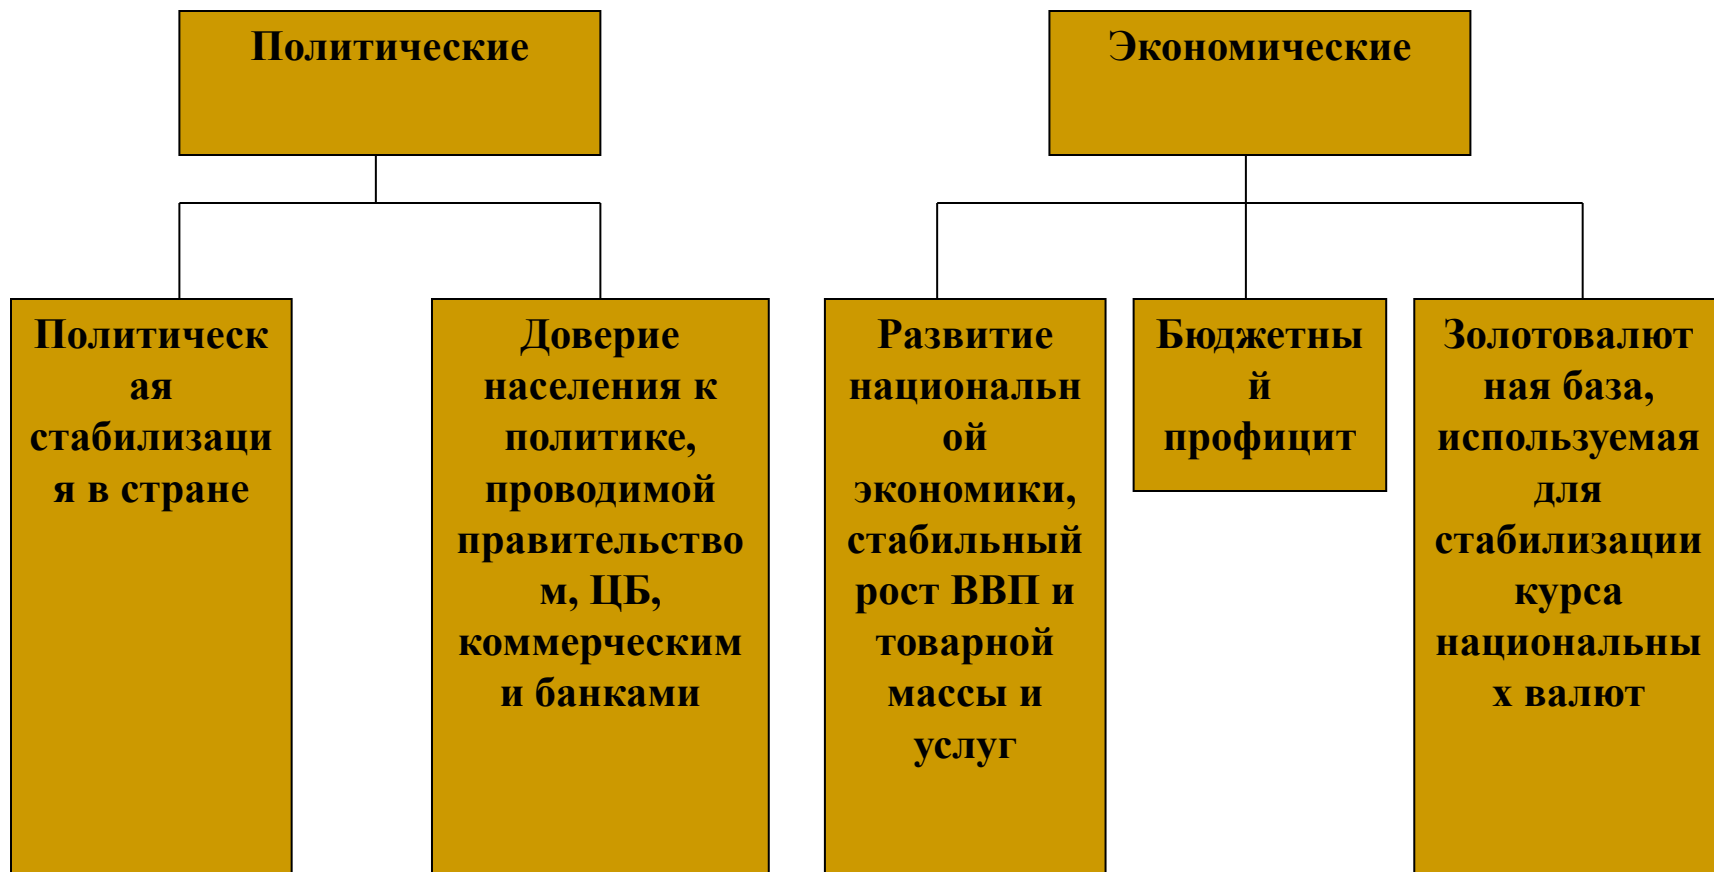 Политические
Экономические
Политическ
ая
стабилизаци
я в стране
Доверие
населения к
политике,
проводимой
правительство
м, ЦБ,
коммерческим
и банками
Развитие
национальн
ой
экономики,
стабильный
рост ВВП и
товарной
массы и
услуг
Бюджетны
й
профицит
Золотовалют
ная база,
используемая
для
стабилизации
курса
национальны
х валют